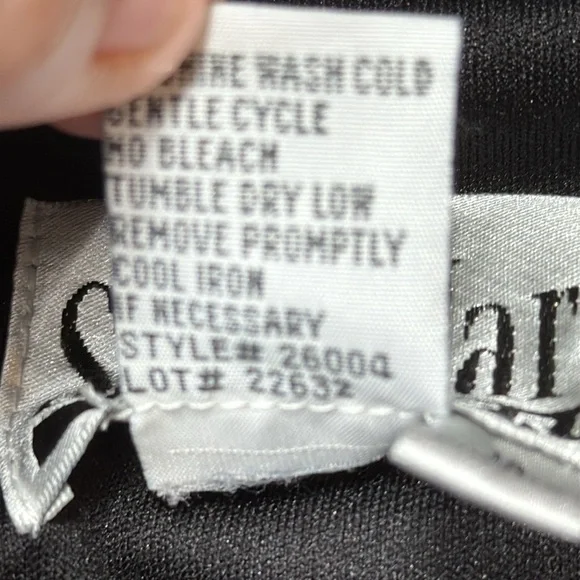 WASH COLD
GENTLE CYCLE
NO BLEACH
TUMBLE DRY LOW
REMOVE PROMPTLY
COOL IRON
IF NECESSARY
STYLE# 26004
LOT# 22632